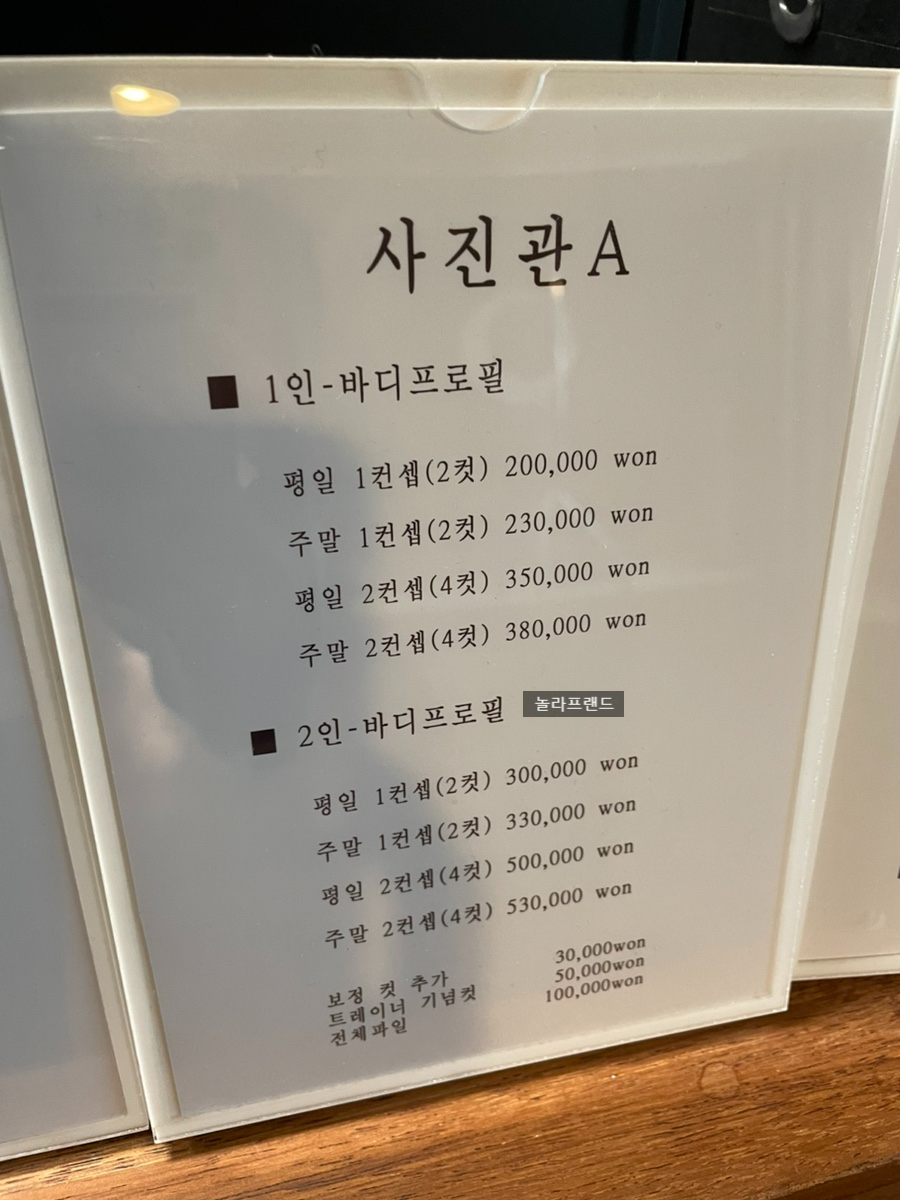 사진관A
■ 1인-바디프로필
평일 1컨셉(2컷) 200,000 won
주말 1컨셉(2컷) 230,000 won
평일 2컨셉(4컷) 350,000 won
주말 2컨셉(4컷) 380,000 won
■ 2인-바디프로필
놀라프랜드
평일 1컨셉(2컷) 300,000 won
주말 1컨셉(2컷) 330,000 won
평일 2컨셉(4컷) 500,000 won
주말 2컨셉(4컷) 530,000 won
보정 컷 추가 30,000won
트레이너 기념컷 50,000won
전체파일 100,000won